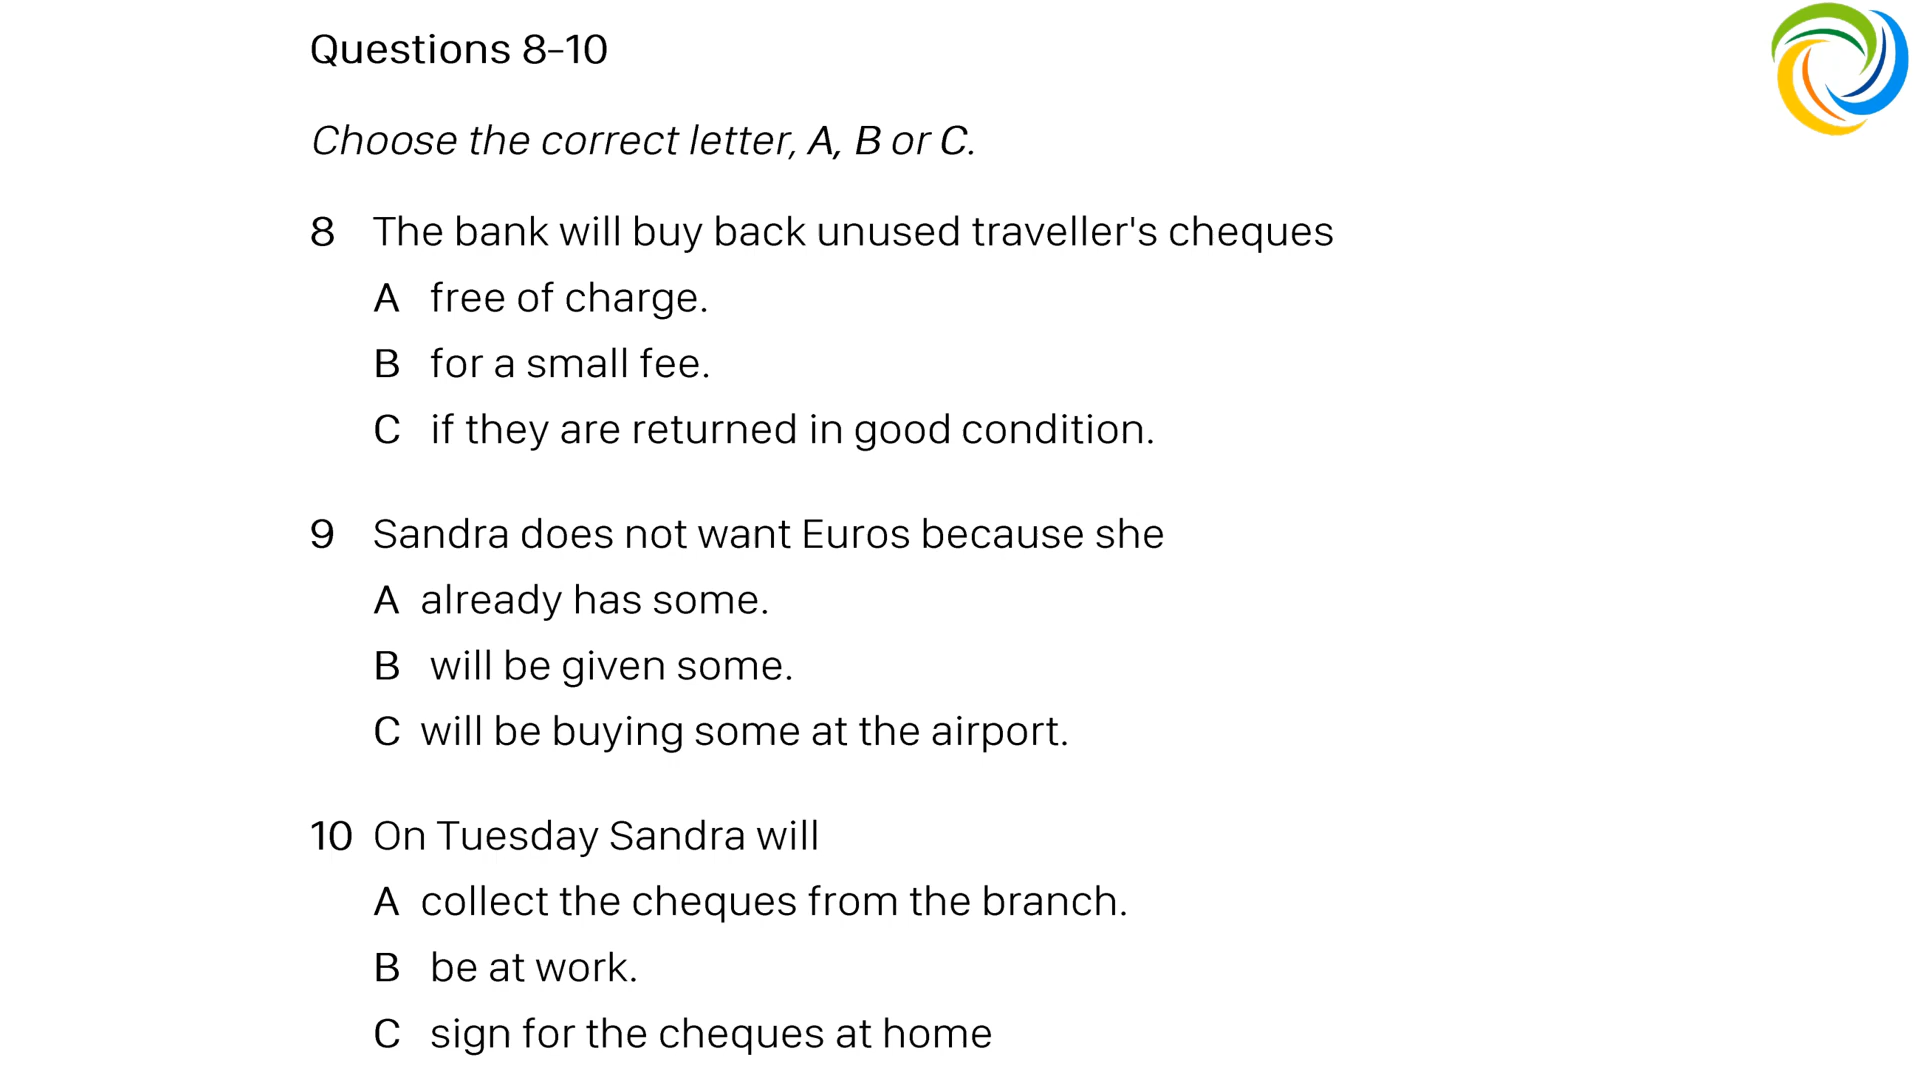 Questions 8–10
Choose the correct letter, A, B or C.
8 The bank will buy back unused traveller's cheques
A free of charge.
B for a small fee.
C if they are returned in good condition.
9 Sandra does not want Euros because she
A already has some.
B will be given some.
C will be buying some at the airport.
10 On Tuesday Sandra will
A collect the cheques from the branch.
B be at work.
C sign for the cheques at home